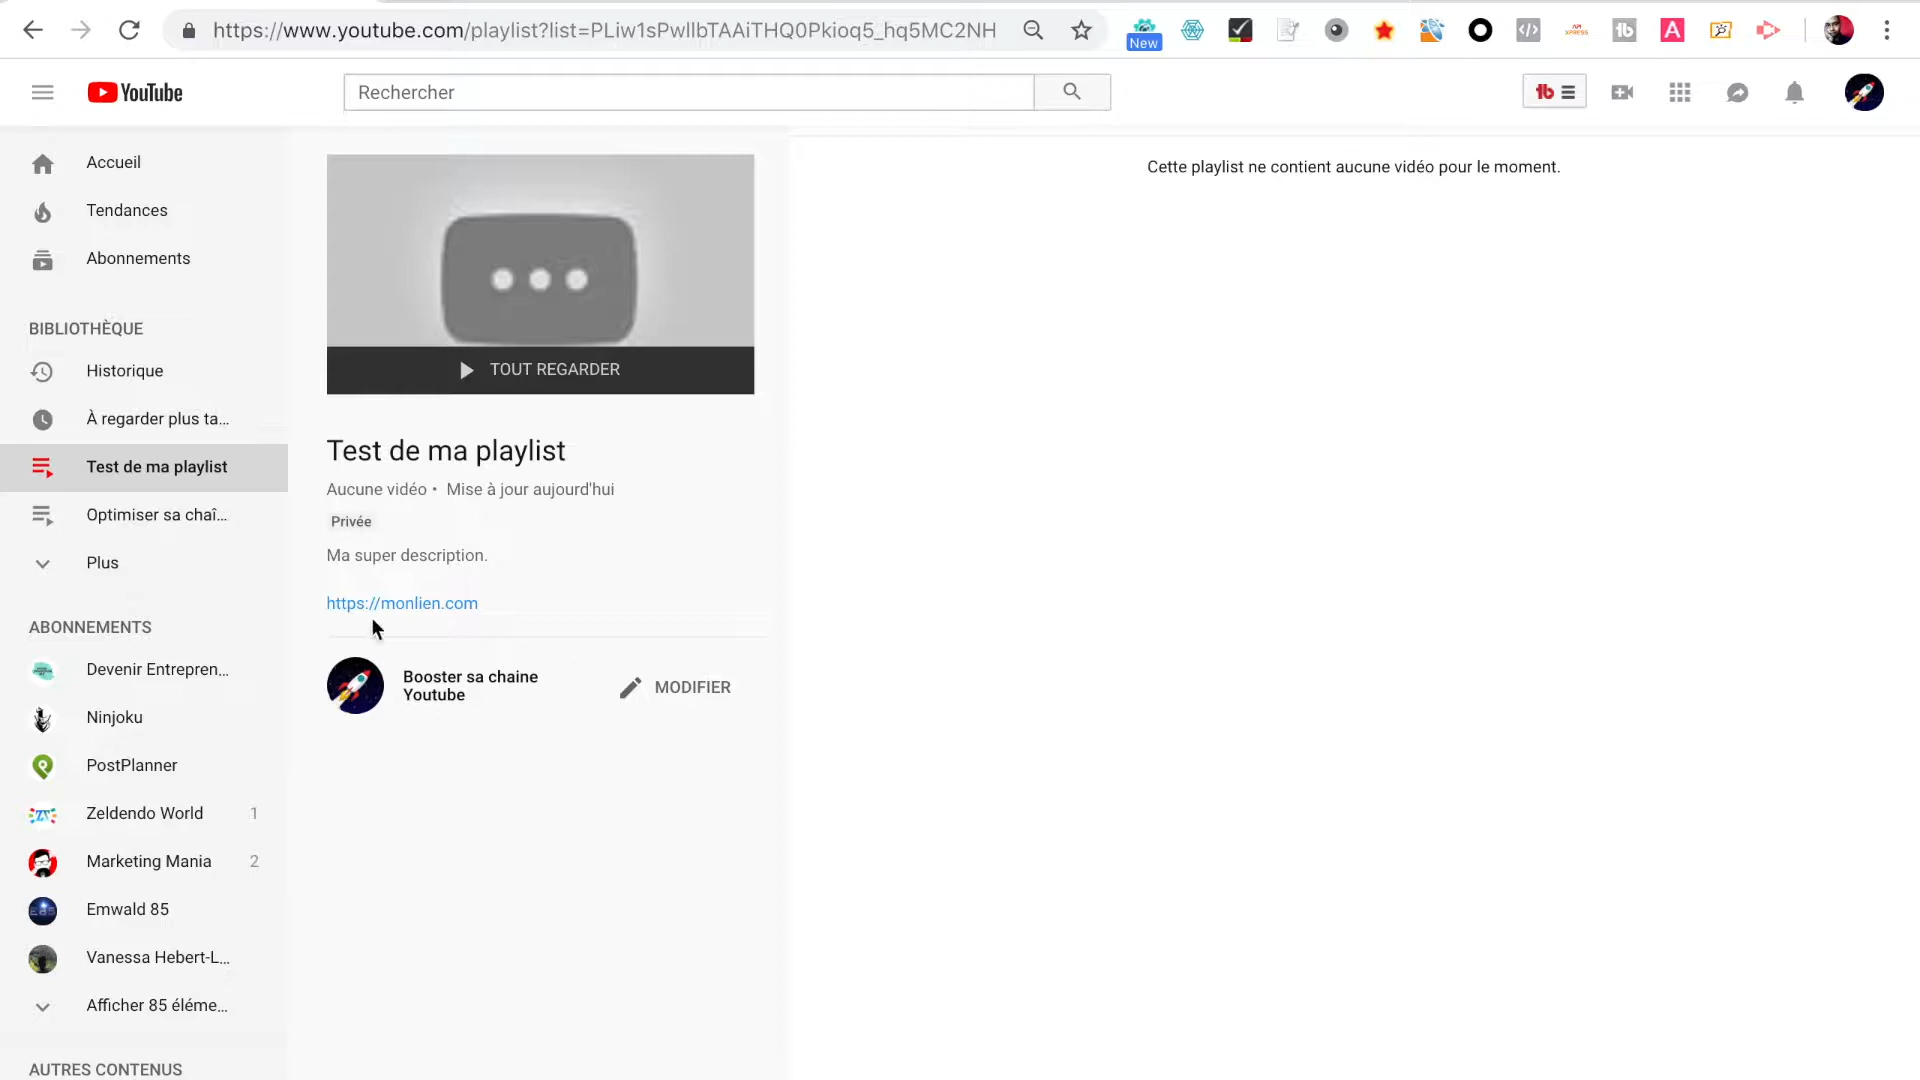 https://www.youtube.com/playlist?list=PLiw1sPwllbTAAiTHQ0Pkioq5_hq5MC2NH
New
API
XPRESS
tb
A
YouTube
Rechercher
tb
Accueil
Tendances
Abonnements
BIBLIOTHÈQUE
Historique
À regarder plus ta...
Test de ma playlist
Optimiser sa chaî...
Plus
ABONNEMENTS
Devenir Entrepren...
Ninjoku
PostPlanner
Zeldendo World 1
Marketing Mania 2
Emwald 85
Vanessa Hebert-L...
Afficher 85 éléme...
AUTRES CONTENUS
TOUT REGARDER
Test de ma playlist
Aucune vidéo • Mise à jour aujourd'hui
Privée
Ma super description.
https://monlien.com
Booster sa chaine
Youtube
MODIFIER
Cette playlist ne contient aucune vidéo pour le moment.